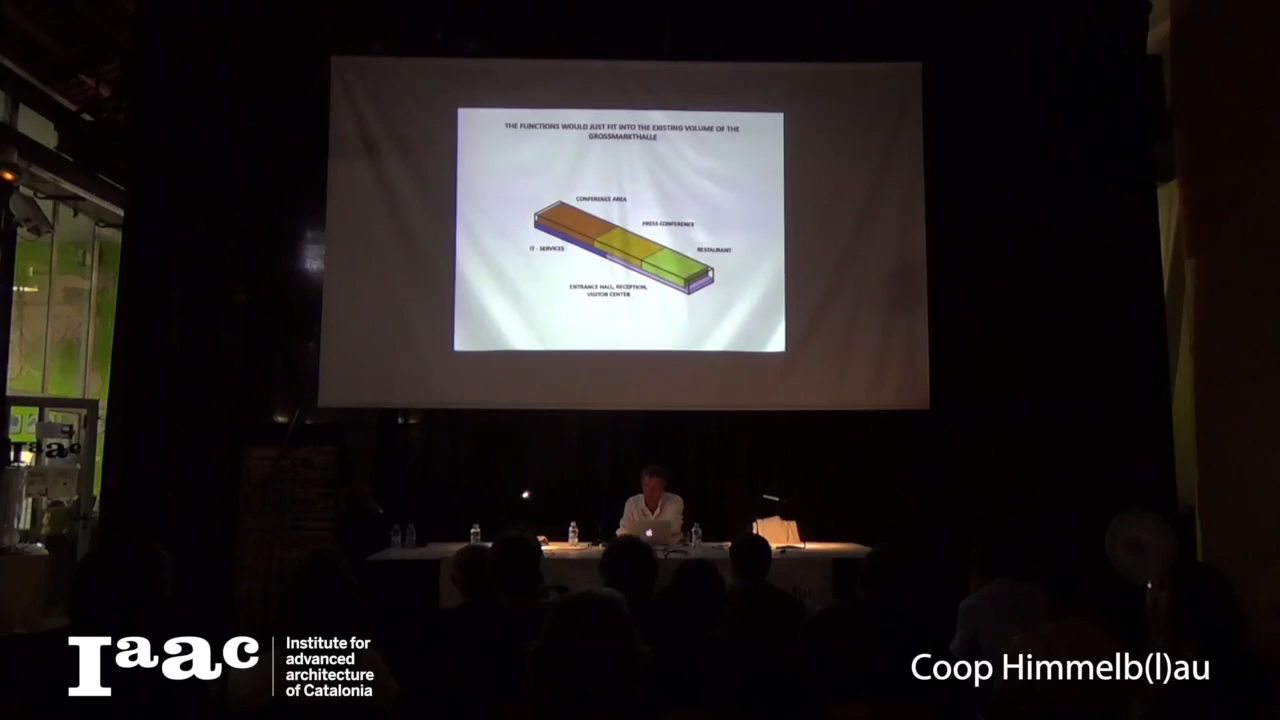 THE FUNCTIONS WOULD JUST FIT INTO THE EXISTING VOLUME OF THE
GROSSMARKTHALLE
CONFERENCE AREA
PRESS CONFERENCE
IT - SERVICES
RESTAURANT
ENTRANCE HALL, RECEPTION,
VISITOR CENTER
Iaac
Iaac
Institute for
advanced
architecture
of Catalonia
Coop Himmelb(l)au